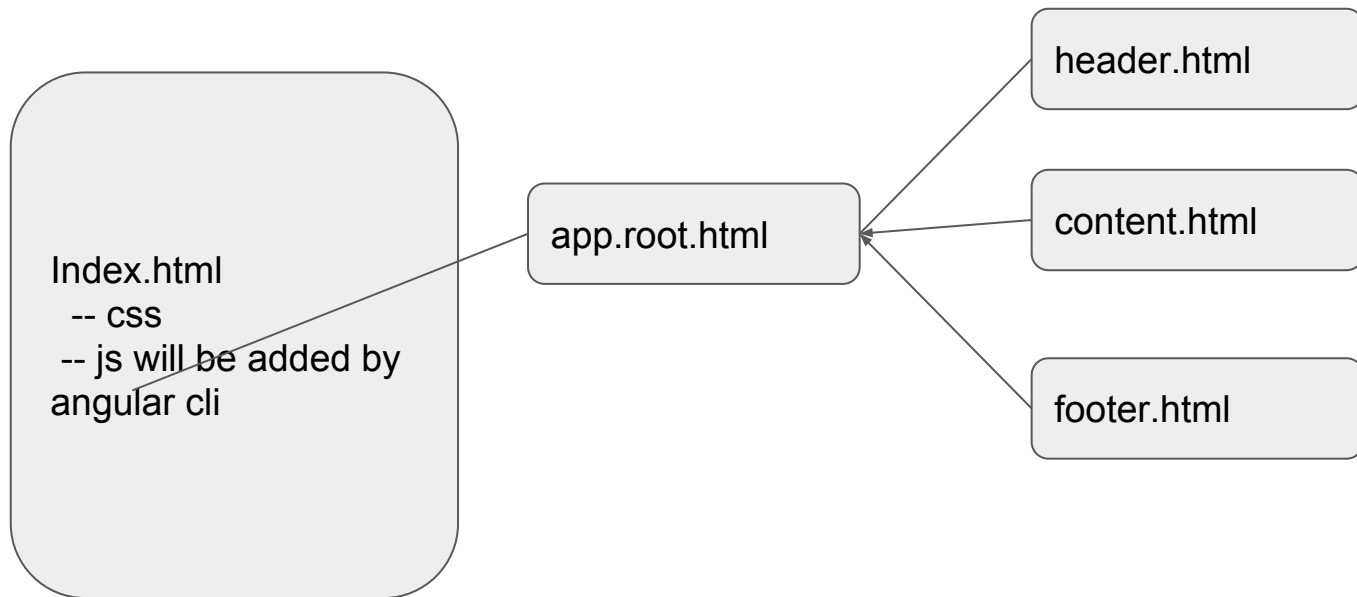 Index.html
-- css
-- js will be added by
angular cli
app.root.html
header.html
content.html
footer.html